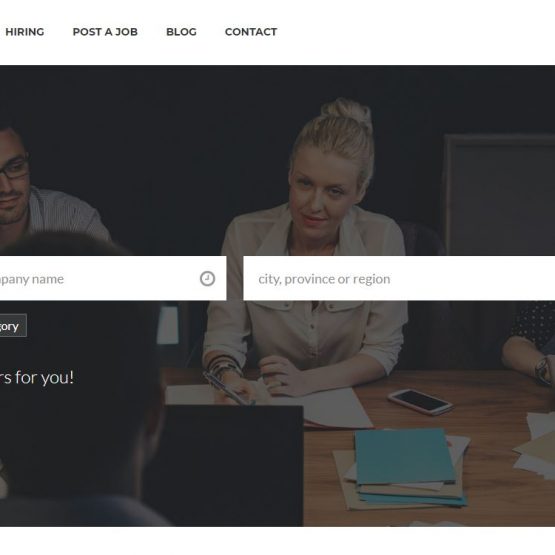 HIRING POST A JOB BLOG CONTACT
pany name city, province or region
gory
rs for you!